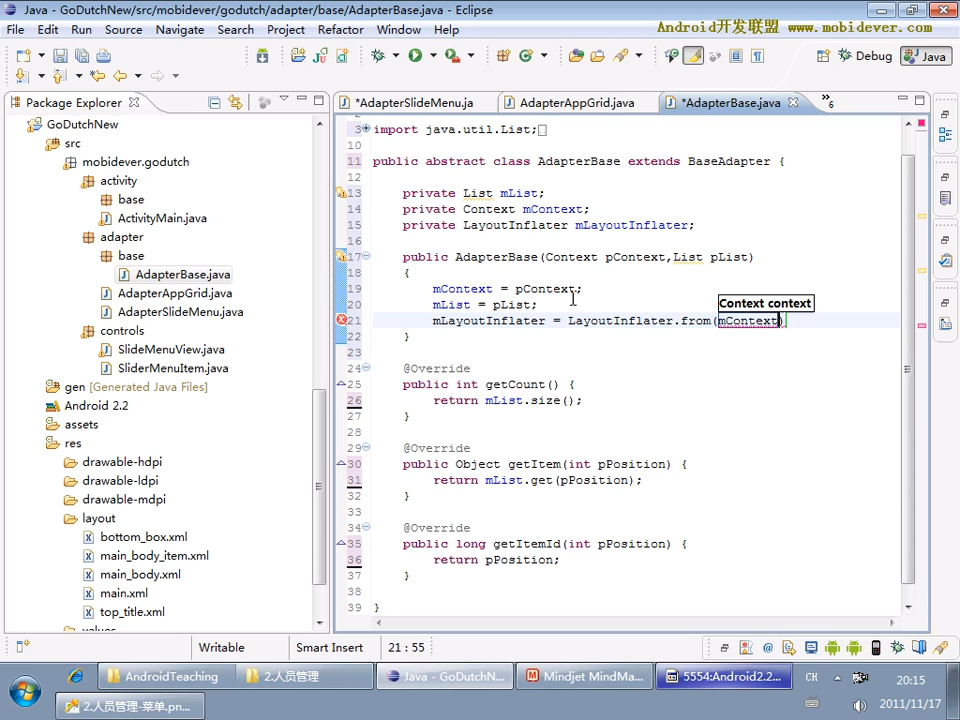 Java - GoDutchNew/src/mobidever/godutch/adapter/base/AdapterBase.java - Eclipse
File Edit Run Source Navigate Search Project Refactor Window Help
Android开发联盟 www.mobidever.com
Debug Java
Package Explorer
*AdapterSlideMenu.ja AdapterAppGrid.java *AdapterBase.java »6
GoDutchNew
src
mobidever.godutch
activity
base
ActivityMain.java
adapter
base
AdapterBase.java
AdapterAppGrid.java
AdapterSlideMenu.java
controls
SlideMenuView.java
SliderMenuItem.java
gen [Generated Java Files]
Android 2.2
assets
res
drawable-hdpi
drawable-ldpi
drawable-mdpi
layout
bottom_box.xml
main_body_item.xml
main_body.xml
main.xml
top_title.xml
values
3 import java.util.List;
10
11 public abstract class AdapterBase extends BaseAdapter {
12
13 private List mList;
14 private Context mContext;
15 private LayoutInflater mLayoutInflater;
16
17 public AdapterBase(Context pContext,List pList)
18 {
19 mContext = pContext;
20 mList = pList;
Context context
21 mLayoutInflater = LayoutInflater.from(mContext)
22 }
23
24 @Override
25 public int getCount() {
26 return mList.size();
27 }
28
29 @Override
30 public Object getItem(int pPosition) {
31 return mList.get(pPosition);
32 }
33
34 @Override
35 public long getItemId(int pPosition) {
36 return pPosition;
37 }
38
39 }
Writable Smart Insert 21 : 55
AndroidTeaching 2.人员管理 Java - GoDutchN... Mindjet MindMa... 5554:Android2.2... CH
20:15
2.人员管理-菜单.pn...
2011/11/17